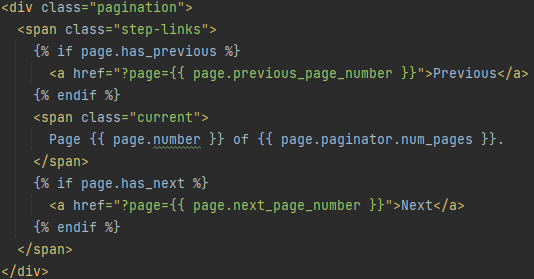 <div class="pagination">
  <span class="step-links">
    {% if page.has_previous %}
      <a href="?page={{ page.previous_page_number }}">Previous</a>
    {% endif %}
    <span class="current">
      Page {{ page.number }} of {{ page.paginator.num_pages }}.
    </span>
    {% if page.has_next %}
      <a href="?page={{ page.next_page_number }}">Next</a>
    {% endif %}
  </span>
</div>